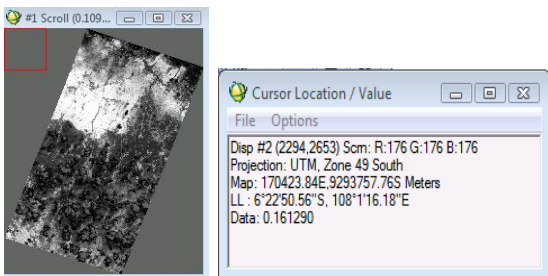 #1 Scroll (0.109...
Cursor Location / Value
File Options
Disp #2 (2294,2653) Scrn: R:176 G:176 B:176
Projection: UTM, Zone 49 South
Map: 170423.84E,9293757.76S Meters
LL : 6°22'50.56"S, 108°1'16.18"E
Data: 0.161290